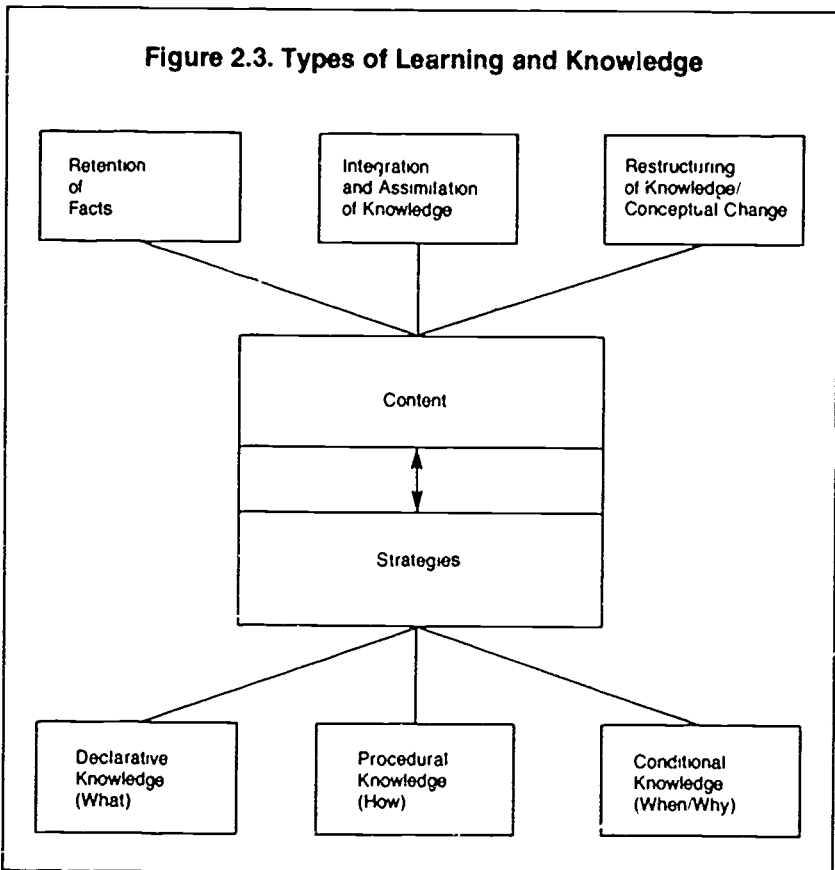 Figure 2.3. Types of Learning and Knowledge
Retention
of
Facts
Integration
and Assimilation
of Knowledge
Restructuring
of Knowledge/
Conceptual Change
Content
Strategies
Declarative
Knowledge
(What)
Procedural
Knowledge
(How)
Conditional
Knowledge
(When/Why)